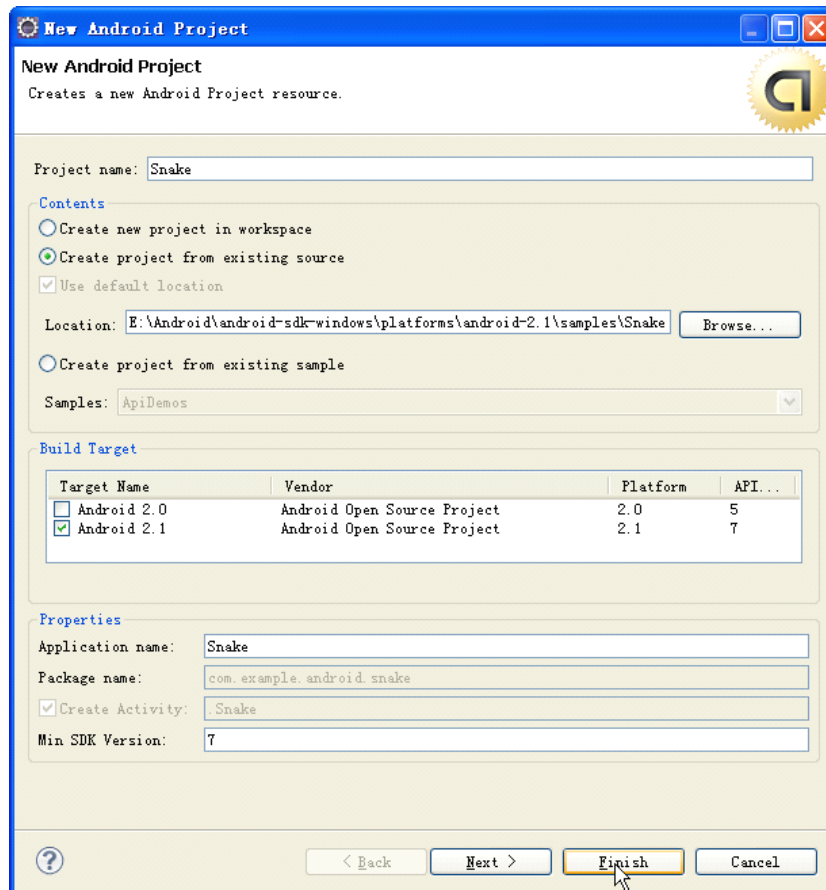 New Android Project
New Android Project
Creates a new Android Project resource.
Project name: Snake
Contents
Create new project in workspace
Create project from existing source
Use default location
Location: E:\Android\android-sdk-windows\platforms\android-2.1\samples\Snake Browse...
Create project from existing sample
Samples: ApiDemos
Build Target
Target Name Vendor Platform API...
Android 2.0 Android Open Source Project 2.0 5
Android 2.1 Android Open Source Project 2.1 7
Properties
Application name: Snake
Package name: com.example.android.snake
Create Activity: .Snake
Min SDK Version: 7
? < Back Next > Finish Cancel